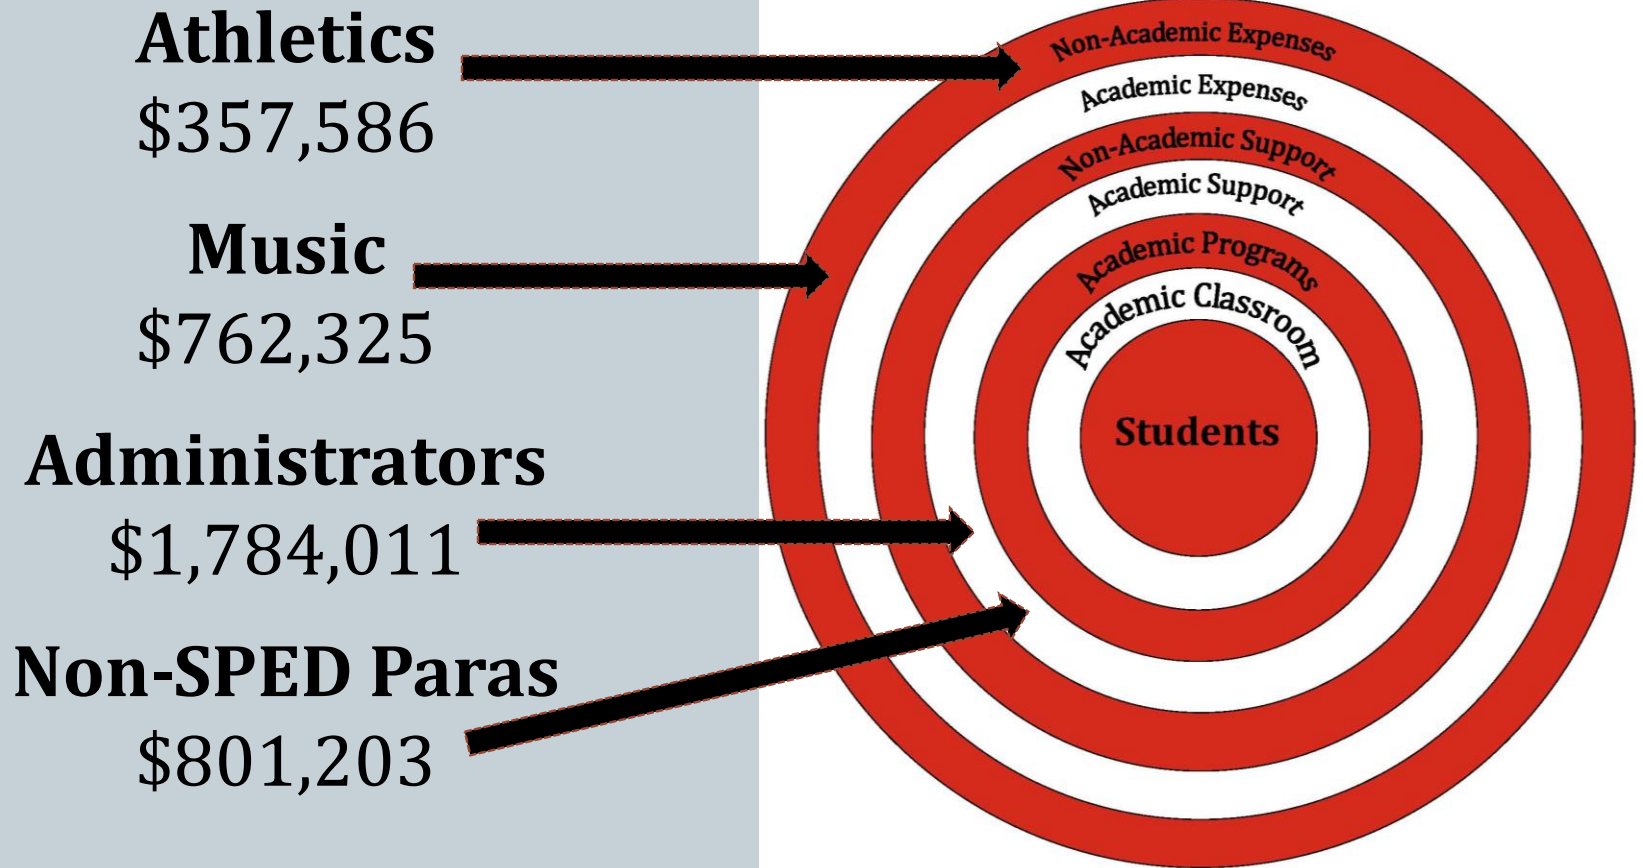 Athletics
$357,586
Music
$762,325
Administrators
$1,784,011
Non-SPED Paras
$801,203
Non-Academic Expenses
Academic Expenses
Non-Academic Support
Academic Support
Academic Programs
Academic Classroom
Students